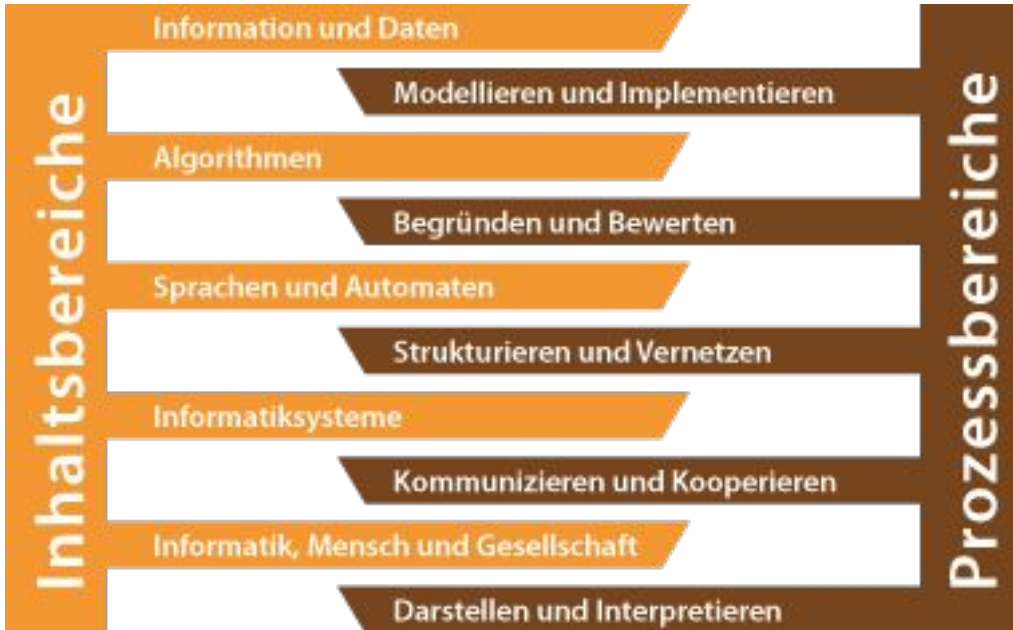 Inhaltsbereiche
Information und Daten
Modellieren und Implementieren
Algorithmen
Begründen und Bewerten
Sprachen und Automaten
Strukturieren und Vernetzen
Informatiksysteme
Kommunizieren und Kooperieren
Informatik, Mensch und Gesellschaft
Darstellen und Interpretieren
Prozessbereiche